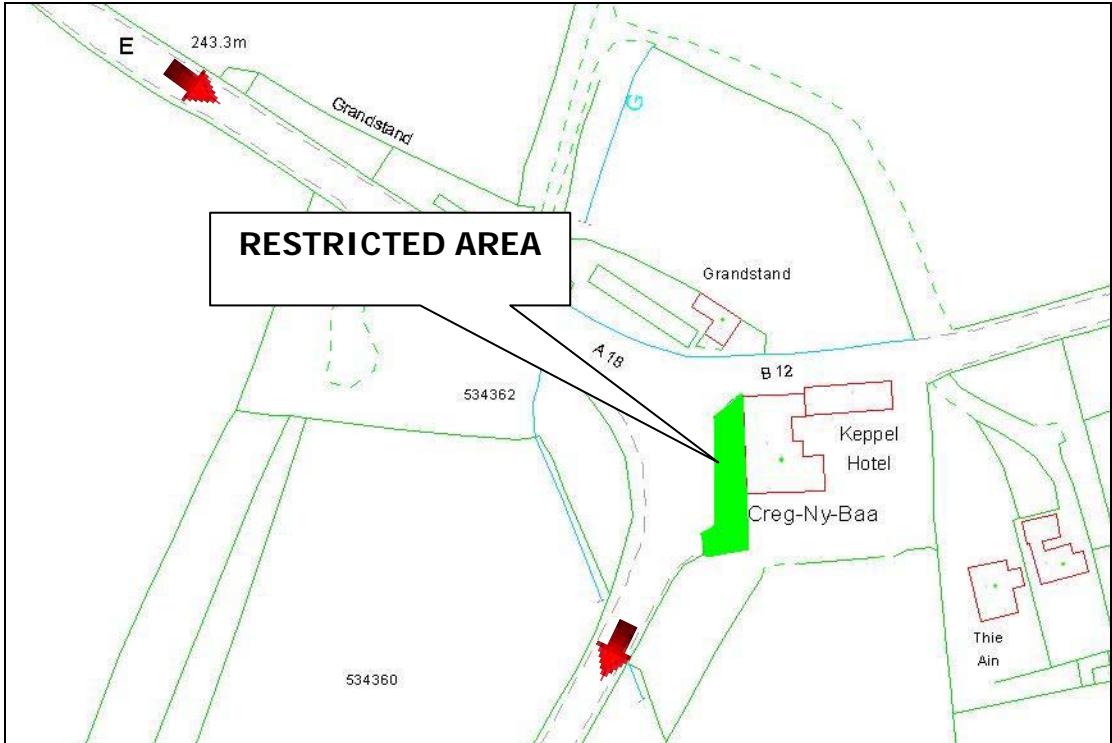 E
243.3m
Grandstand
G
RESTRICTED AREA
Grandstand
A 18
B 12
534362
Keppel
Hotel
Creg-Ny-Baa
Thie
Ain
534360